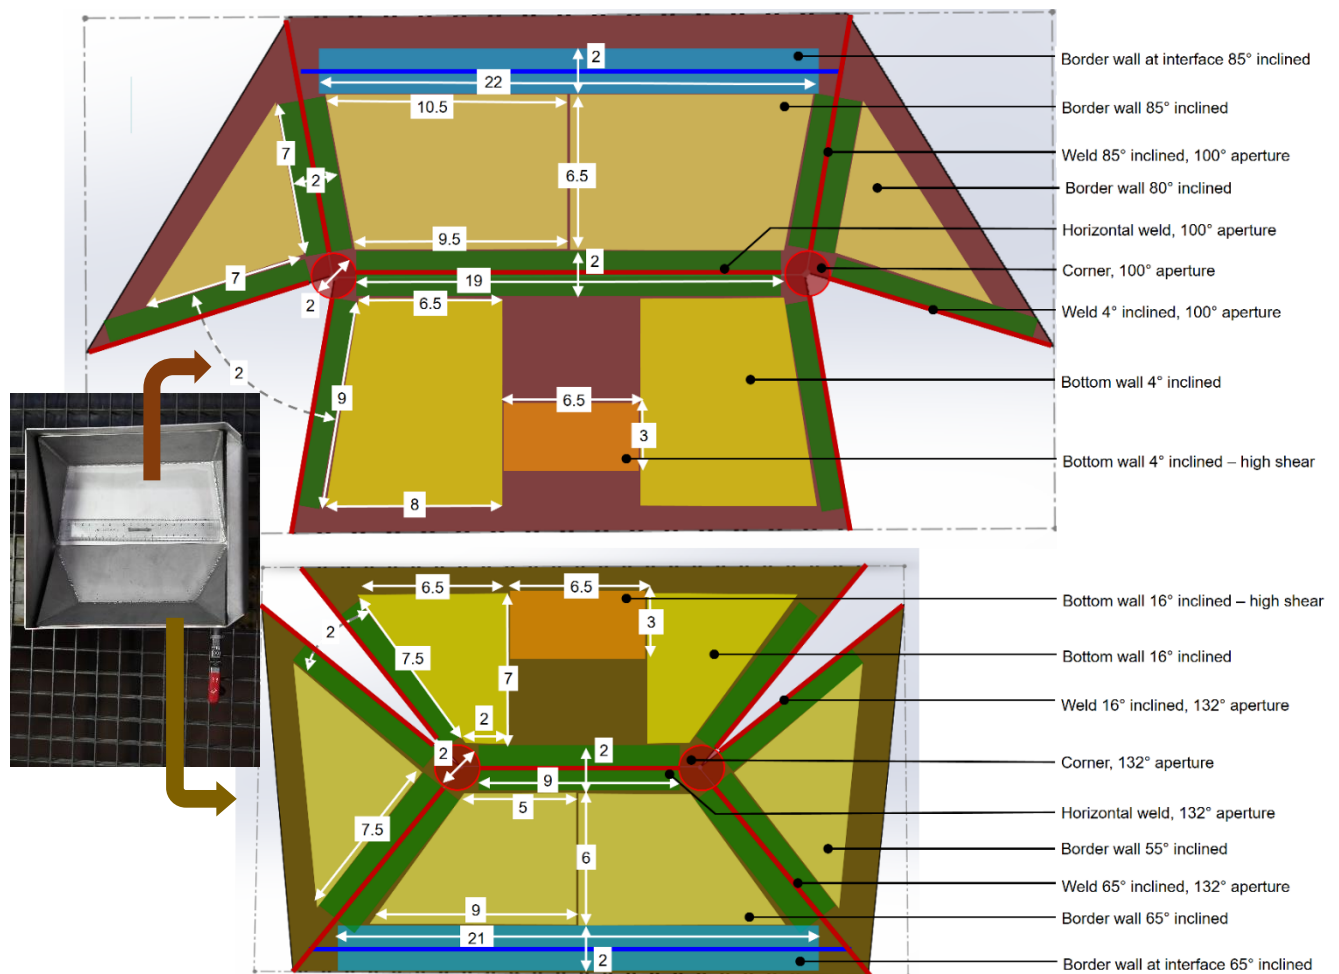 2
Border wall at interface 85° inclined
22
10.5
Border wall 85° inclined
7
Weld 85° inclined, 100° aperture
2
6.5
Border wall 80° inclined
9.5
Horizontal weld, 100° aperture
2
7
19
Corner, 100° aperture
2
6.5
Weld 4° inclined, 100° aperture
2
9
6.5
Bottom wall 4° inclined
3
Bottom wall 4° inclined – high shear
8
6.5
6.5
Bottom wall 16° inclined – high shear
2
3
7.5
7
Bottom wall 16° inclined
2
Weld 16° inclined, 132° aperture
2
2
Corner, 132° aperture
9
5
Horizontal weld, 132° aperture
7.5
6
Border wall 55° inclined
Weld 65° inclined, 132° aperture
9
Border wall 65° inclined
21
2
Border wall at interface 65° inclined